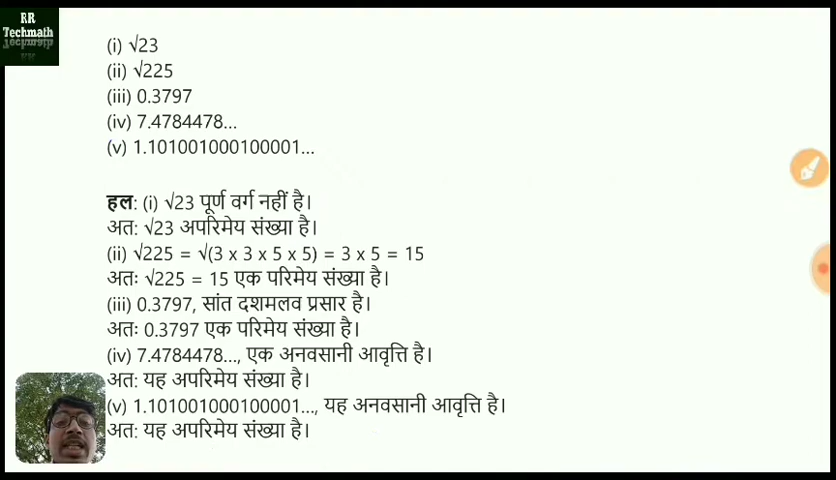 RR
Techmath
(i) √23
(ii) √225
(iii) 0.3797
(iv) 7.4784478...
(v) 1.101001000100001...
हल: (i) √23 पूर्ण वर्ग नहीं है।
अत: √23 अपरिमेय संख्या है।
(ii) √225 = √(3 x 3 x 5 x 5) = 3 x 5 = 15
अतः √225 = 15 एक परिमेय संख्या है।
(iii) 0.3797, सांत दशमलव प्रसार है।
अतः 0.3797 एक परिमेय संख्या है।
(iv) 7.4784478..., एक अनवसानी आवृत्ति है।
अत: यह अपरिमेय संख्या है।
(v) 1.101001000100001..., यह अनवसानी आवृत्ति है।
अत: यह अपरिमेय संख्या है।